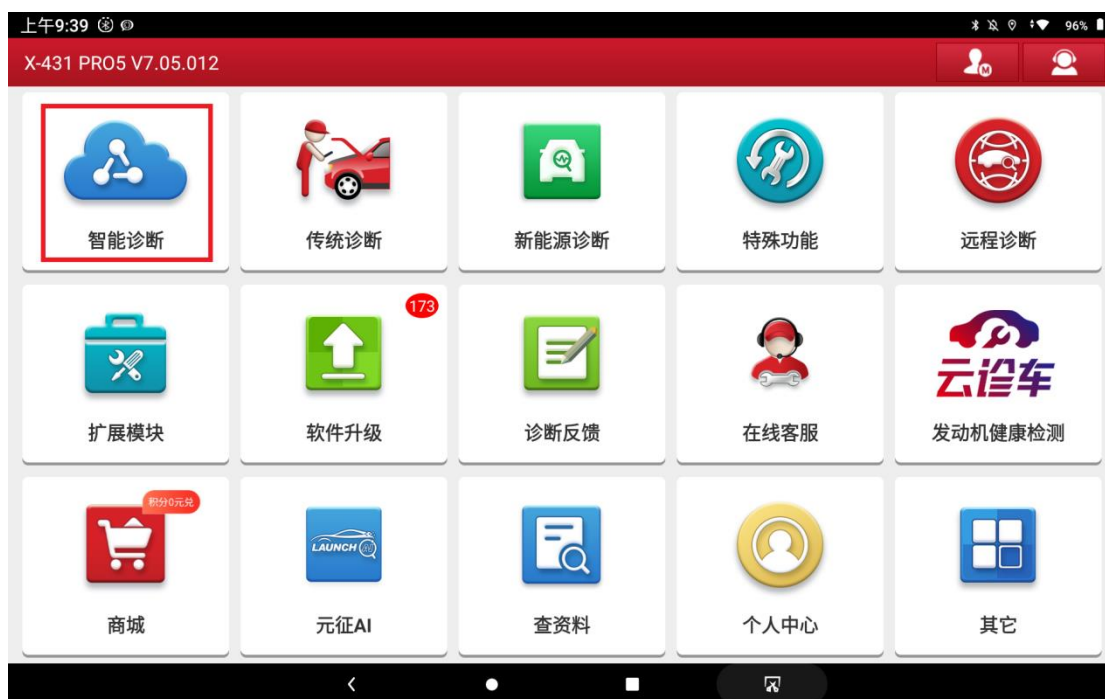 上午9:39
96%
X-431 PRO5 V7.05.012
M
智能诊断
传统诊断
新能源诊断
特殊功能
远程诊断
173
云诊车
扩展模块
软件升级
诊断反馈
在线客服
发动机健康检测
积分0元兑
LAUNCH
商城
元征AI
查资料
个人中心
其它